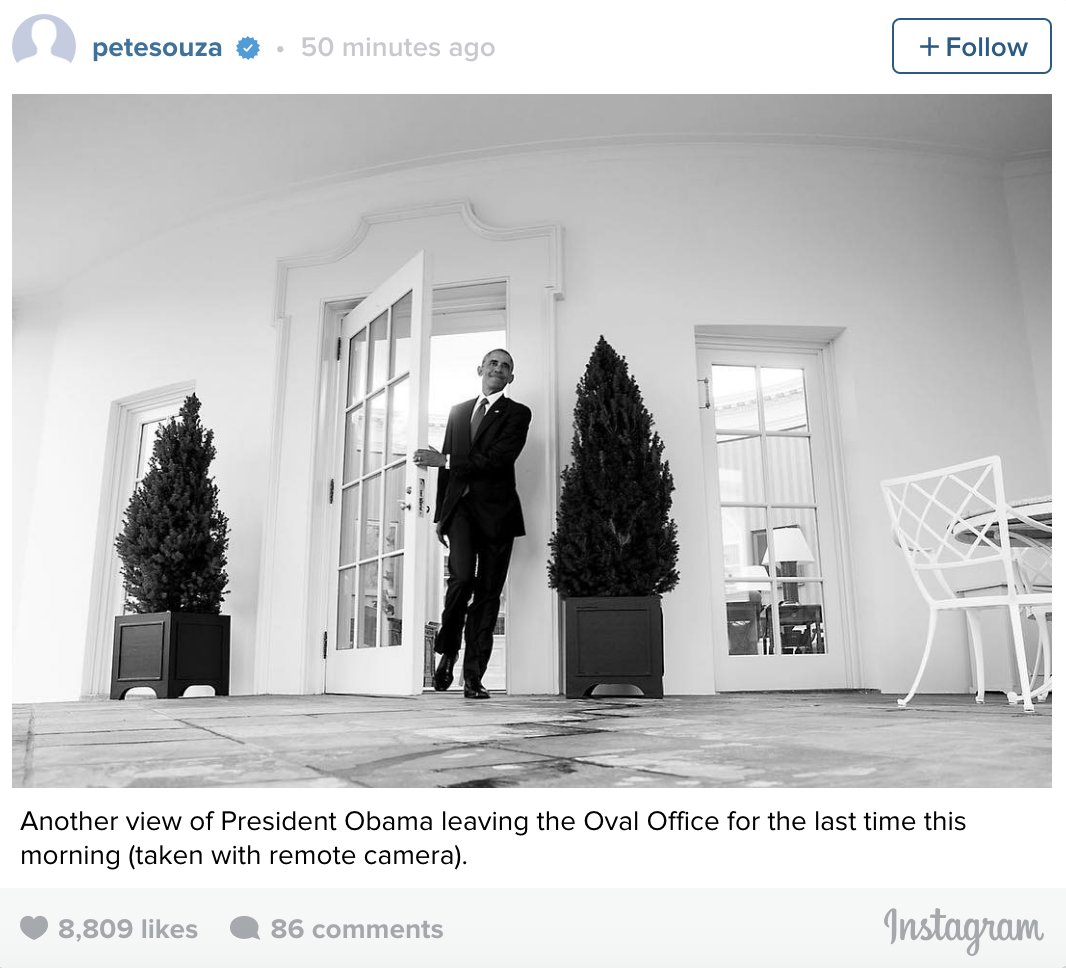 petesouza • 50 minutes ago
+ Follow
Another view of President Obama leaving the Oval Office for the last time this
morning (taken with remote camera).
8,809 likes 86 comments Instagram